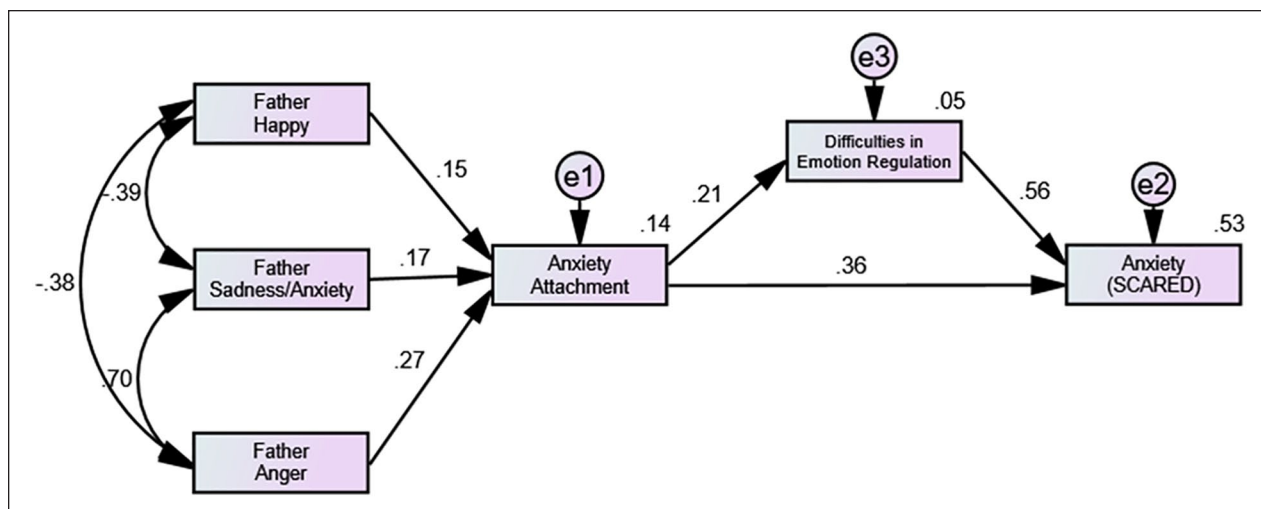 e3
.05
Father
Happy
Difficulties in
Emotion Regulation
.15
e1
.21
.56
e2
-.39
.14
.53
Father
Sadness/Anxiety
.17
Anxiety
Attachment
.36
Anxiety
(SCARED)
-.38
.70
.27
Father
Anger